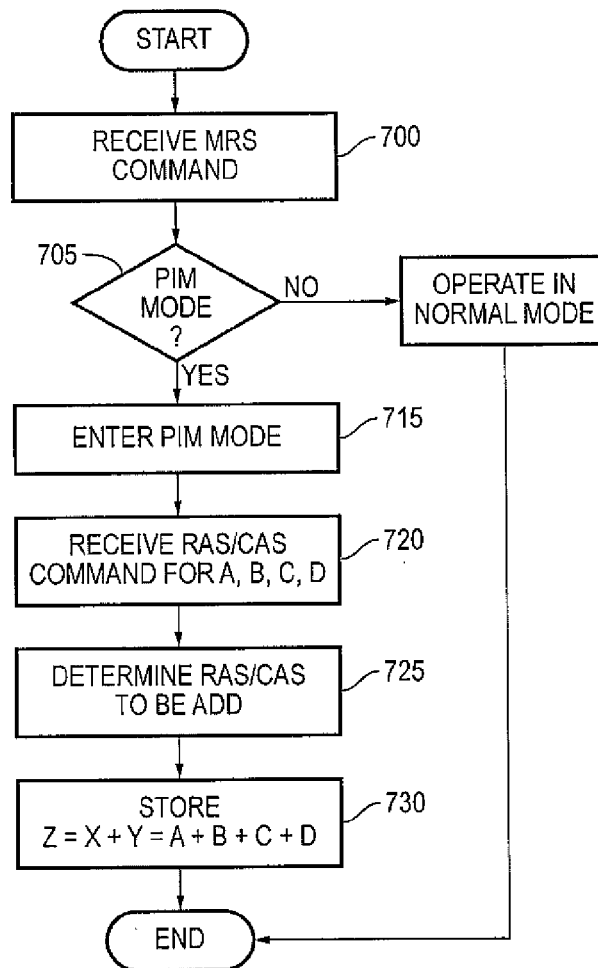 START
RECEIVE MRS
COMMAND
700
705
PIM
MODE
?
NO
OPERATE IN
NORMAL MODE
YES
ENTER PIM MODE
715
RECEIVE RAS/CAS
COMMAND FOR A, B, C, D
720
DETERMINE RAS/CAS
TO BE ADD
725
STORE
Z = X + Y = A + B + C + D
730
END